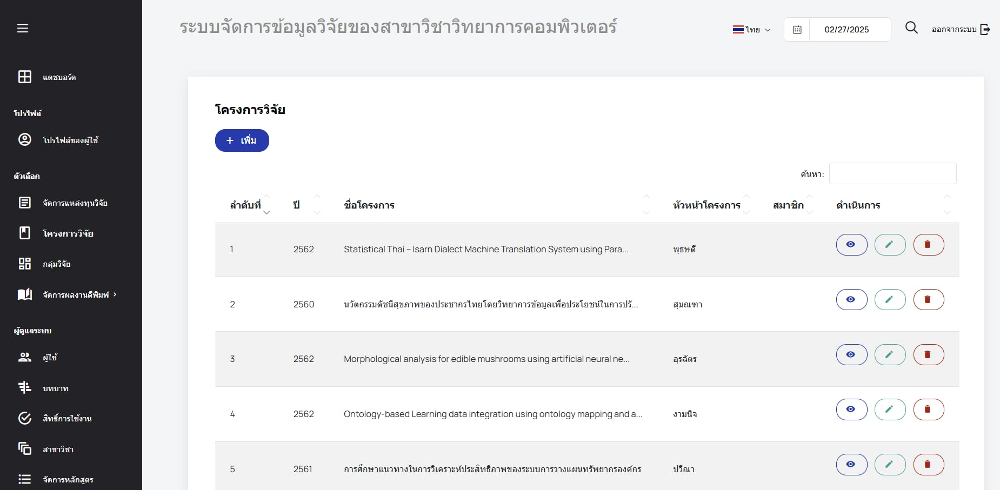 ระบบจัดการข้อมูลวิจัยของสาขาวิชาวิทยาการคอมพิวเตอร์
ไทย
02/27/2025
ออกจากระบบ
แดชบอร์ด
โปรไฟล์
โปรไฟล์ของผู้ใช้
ตัวเลือก
จัดการแหล่งทุนวิจัย
โครงการวิจัย
กลุ่มวิจัย
จัดการผลงานตีพิมพ์
ผู้ดูแลระบบ
ผู้ใช้
บทบาท
สิทธิ์การใช้งาน
สาขาวิชา
จัดการหลักสูตร
โครงการวิจัย
+ เพิ่ม
ค้นหา:
ลำดับที่ ปี ชื่อโครงการ หัวหน้าโครงการ สมาชิก ดำเนินการ
1 2562 Statistical Thai – Isarn Dialect Machine Translation System using Para... พุธษดี
2 2560 นวัตกรรมดัชนีสุขภาพของประชากรไทยโดยวิทยาการข้อมูลเพื่อประโยชน์ในการปรั... สุมณฑา
3 2562 Morphological analysis for edible mushrooms using artificial neural ne... อุรฉัตร
4 2562 Ontology-based Learning data integration using ontology mapping and a... งามนิจ
5 2561 การศึกษาแนวทางในการวิเคราะห์ประสิทธิภาพของระบบการวางแผนทรัพยากรองค์กร ปวีณา